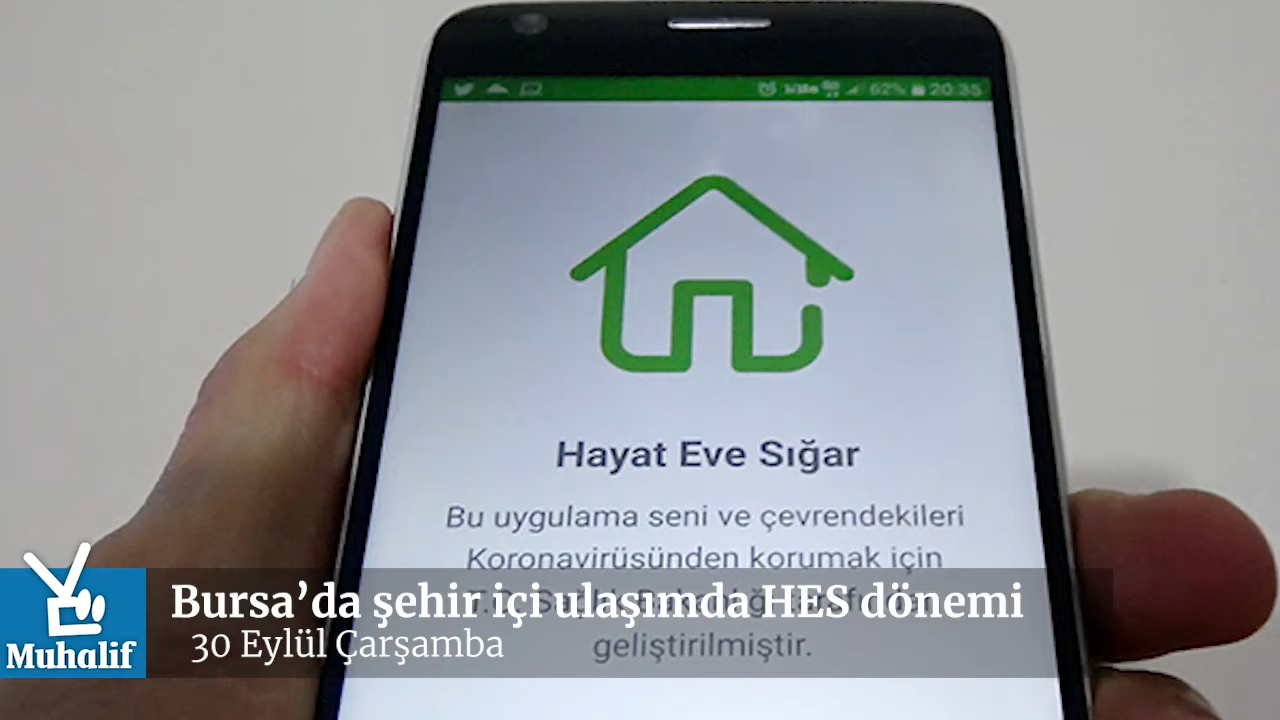 62% 20:35
Hayat Eve Sığar
Bu uygulama seni ve çevrendekileri
Koronavirüsünden korumak için
geliştirilmiştir.
Bursa’da şehir içi ulaşımda HES dönemi
30 Eylül Çarşamba
Muhalif